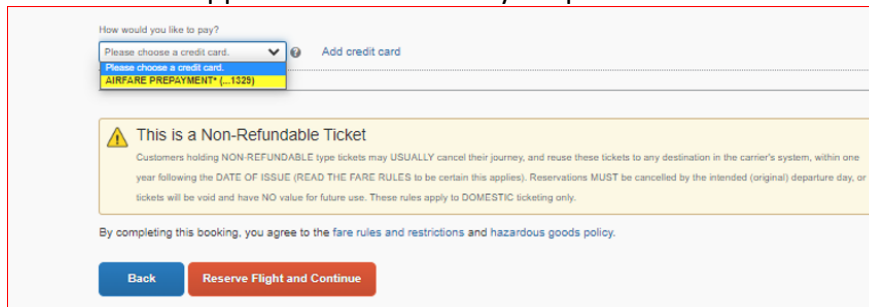 How would you like to pay?
Please choose a credit card. Add credit card
Please choose a credit card.
AIRFARE PREPAYMENT* (...1329)
This is a Non-Refundable Ticket
Customers holding NON-REFUNDABLE type tickets may USUALLY cancel their journey, and reuse these tickets to any destination in the carrier's system, within one
year following the DATE OF ISSUE (READ THE FARE RULES to be certain this applies). Reservations MUST be cancelled by the intended (original) departure day, or
tickets will be void and have NO value for future use. These rules apply to DOMESTIC ticketing only.
By completing this booking, you agree to the fare rules and restrictions and hazardous goods policy.
Back Reserve Flight and Continue